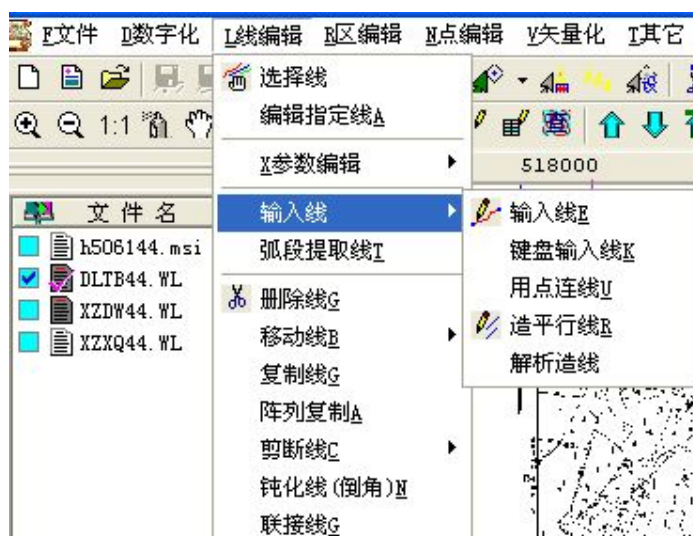 F文件 D数字化 L线编辑 R区编辑 N点编辑 V矢量化 T其它
1:1
518000
文件名
h506144.msi
DLTB44.WL
XZDW44.WL
XZXQ44.WL
选择线
编辑指定线A
X参数编辑
输入线
弧段提取线T
删除线G
移动线B
复制线G
阵列复制A
剪断线C
钝化线(倒角)N
联接线G
输入线E
键盘输入线K
用点连线U
造平行线R
解析造线